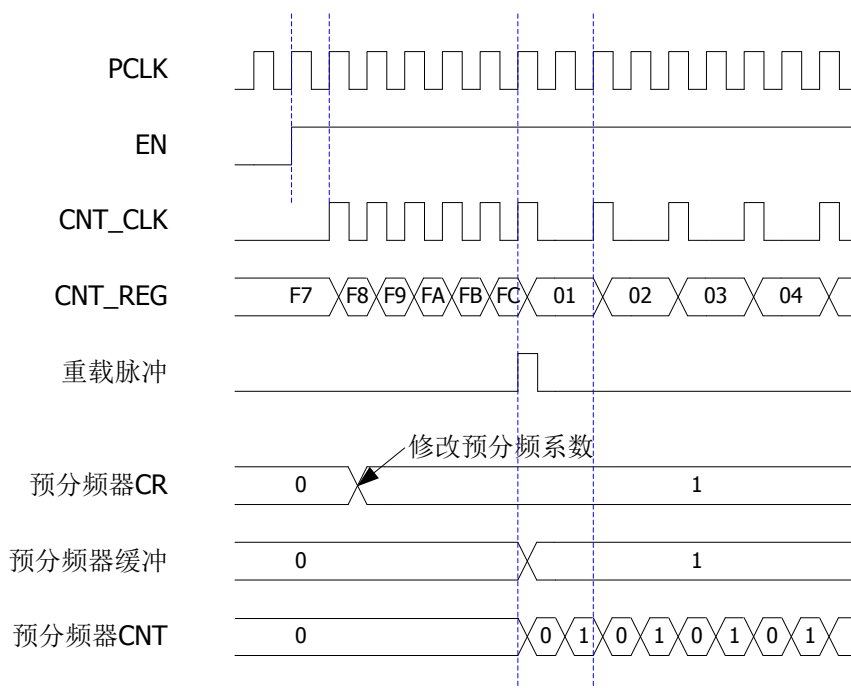 PCLK
EN
CNT_CLK
CNT_REG F7 F8 F9 FA FB FC 01 02 03 04
重载脉冲
修改预分频系数
预分频器CR 0 1
预分频器缓冲 0 1
预分频器CNT 0 0 1 0 1 0 1 0 1